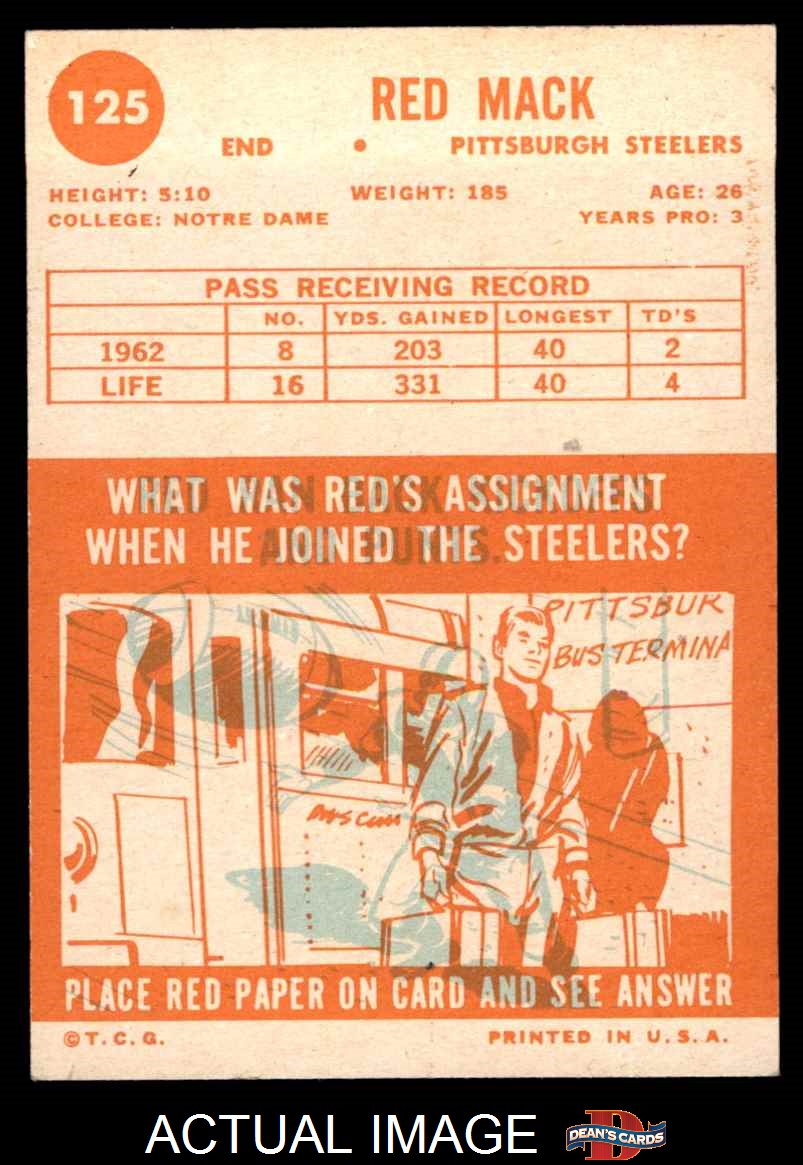 125
RED MACK
END • PITTSBURGH STEELERS
HEIGHT: 5:10 WEIGHT: 185 AGE: 26
COLLEGE: NOTRE DAME YEARS PRO: 3
PASS RECEIVING RECORD
NO. YDS. GAINED LONGEST TD'S
1962 8 203 40 2
LIFE 16 331 40 4
WHAT WAS RED'S ASSIGNMENT
WHEN HE JOINED THE STEELERS?
AND PUNTS.
PITTSBUR
BUS TERMINA
PLACE RED PAPER ON CARD AND SEE ANSWER
©T.C.G. PRINTED IN U.S.A.
ACTUAL IMAGE
D
DEAN'S CARDS